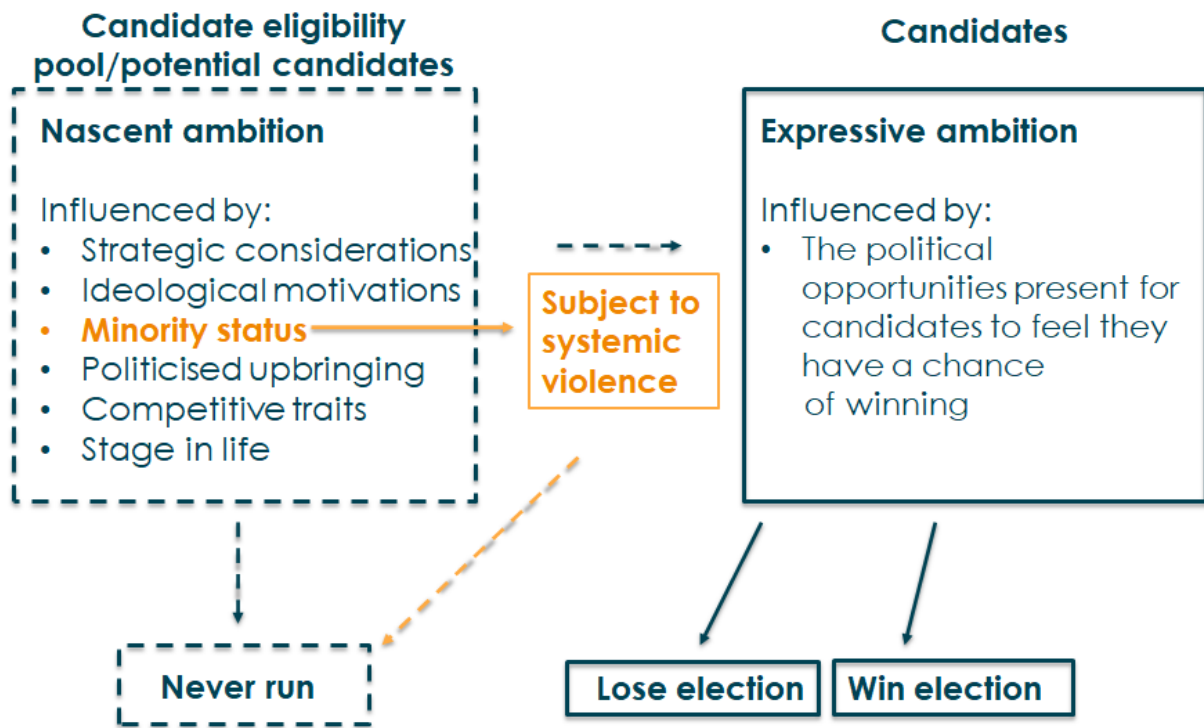 Candidate eligibility
pool/potential candidates
Nascent ambition
Influenced by:
• Strategic considerations
• Ideological motivations
• Minority status
• Politicised upbringing
• Competitive traits
• Stage in life
Subject to
systemic
violence
Candidates
Expressive ambition
Influenced by:
• The political
opportunities present for
candidates to feel they
have a chance
of winning
Never run
Lose election
Win election